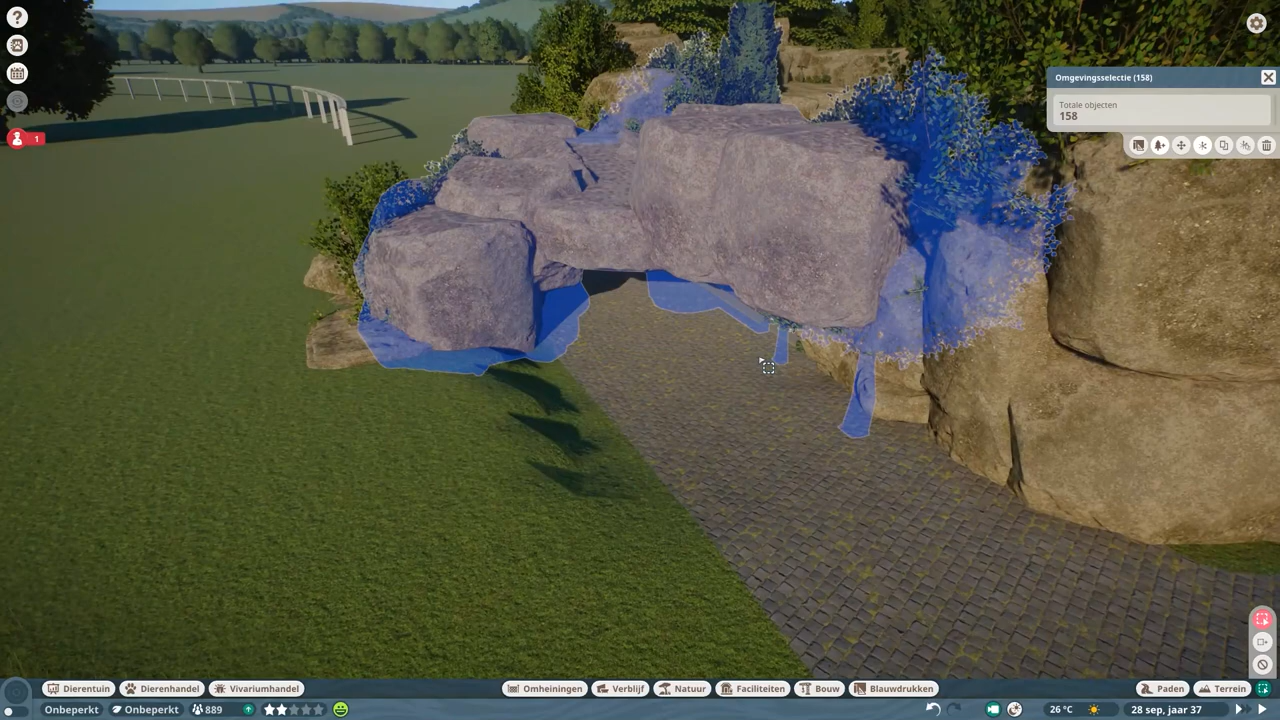 ?
1
Omgevingsselectie (158)
Totale objecten
158
Dierentuin
Dierenhandel
Vivariumhandel
Omheiningen
Verblijf
Natuur
Faciliteiten
Bouw
Blauwdrukken
Paden
Terrein
Onbeperkt
Onbeperkt
889
26 °C
28 sep, jaar 37